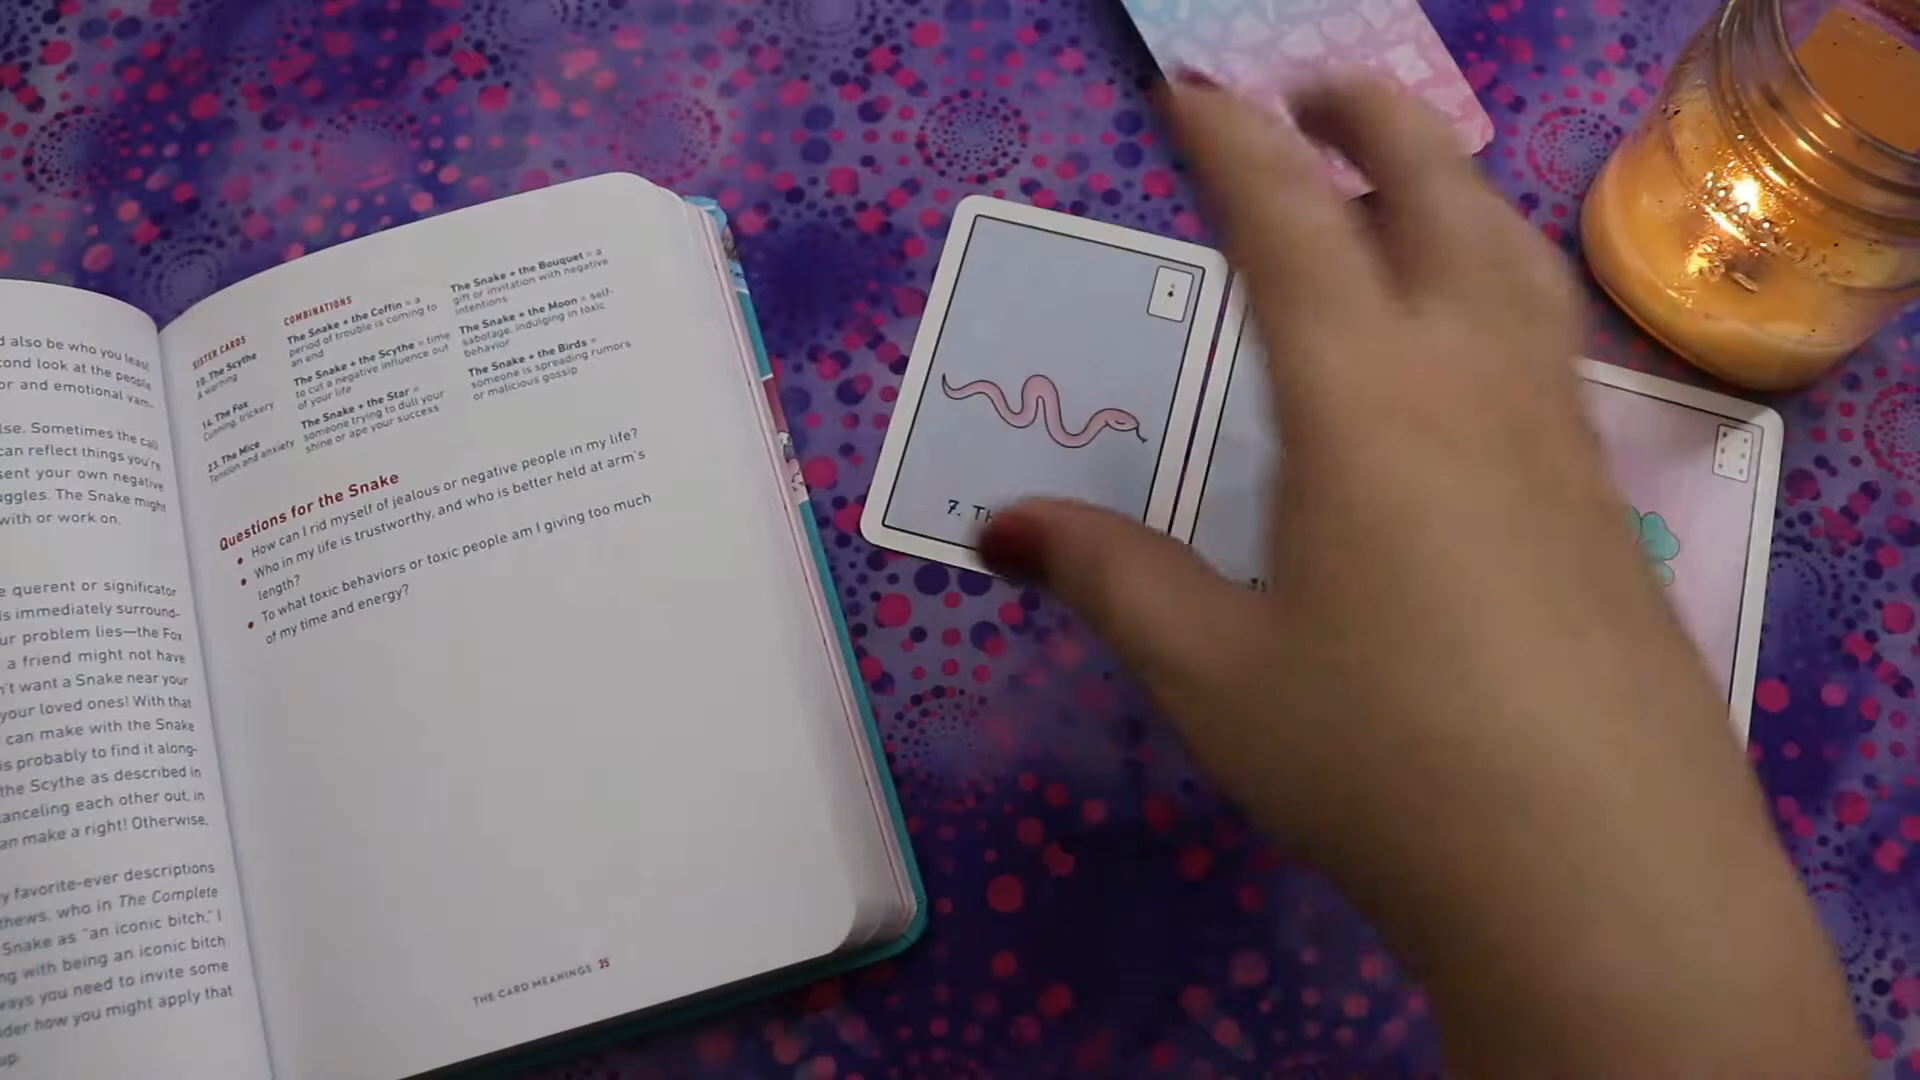 d also be who you least
cond look at the people
or and emotional vam-
lse. Sometimes the call
can reflect things you're
sent your own negative
uggles. The Snake might
with or work on.
e querent or significator
ls immediately surround-
ur problem lies—the Fox
a friend might not have
n't want a Snake near your
your loved ones! With that
can make with the Snake
is probably to find it along-
the Scythe as described in
anceling each other out, in
an make a right! Otherwise,
y favorite-ever descriptions
thews, who in The Complete
Snake as "an iconic bitch," I
ng with being an iconic bitch
ways you need to invite some
der how you might apply that
up.
SISTER CARDS
10. The Scythe
A warning
14. The Fox
Cunning, trickery
23. The Mice
Tension and anxiety
COMBINATIONS
The Snake + the Coffin = a
period of trouble is coming to
an end
The Snake + the Scythe = time
to cut a negative influence out
of your life
The Snake + the Star =
someone trying to dull your
shine or ape your success
The Snake + the Bouquet = a
gift or invitation with negative
intentions
The Snake + the Moon = self-
sabotage, indulging in toxic
behavior
The Snake + the Birds =
someone is spreading rumors
or malicious gossip
Questions for the Snake
• How can I rid myself of jealous or negative people in my life?
• Who in my life is trustworthy, and who is better held at arm's
length?
• To what toxic behaviors or toxic people am I giving too much
of my time and energy?
THE CARD MEANINGS 35
7. Th